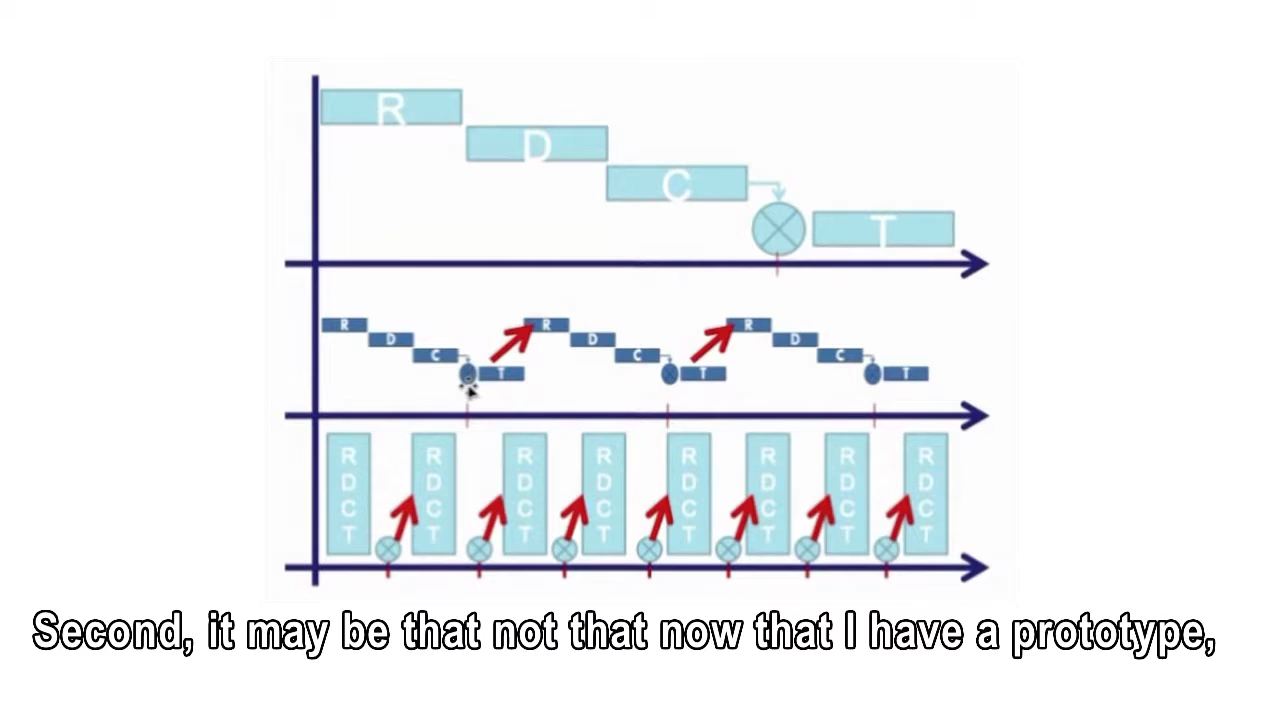 R
D
C
T
R D C T R D C T R D C T
R R R R R R R R
D D D D D D D D
C C C C C C C C
T T T T T T T T
Second, it may be that not that now that I have a prototype,